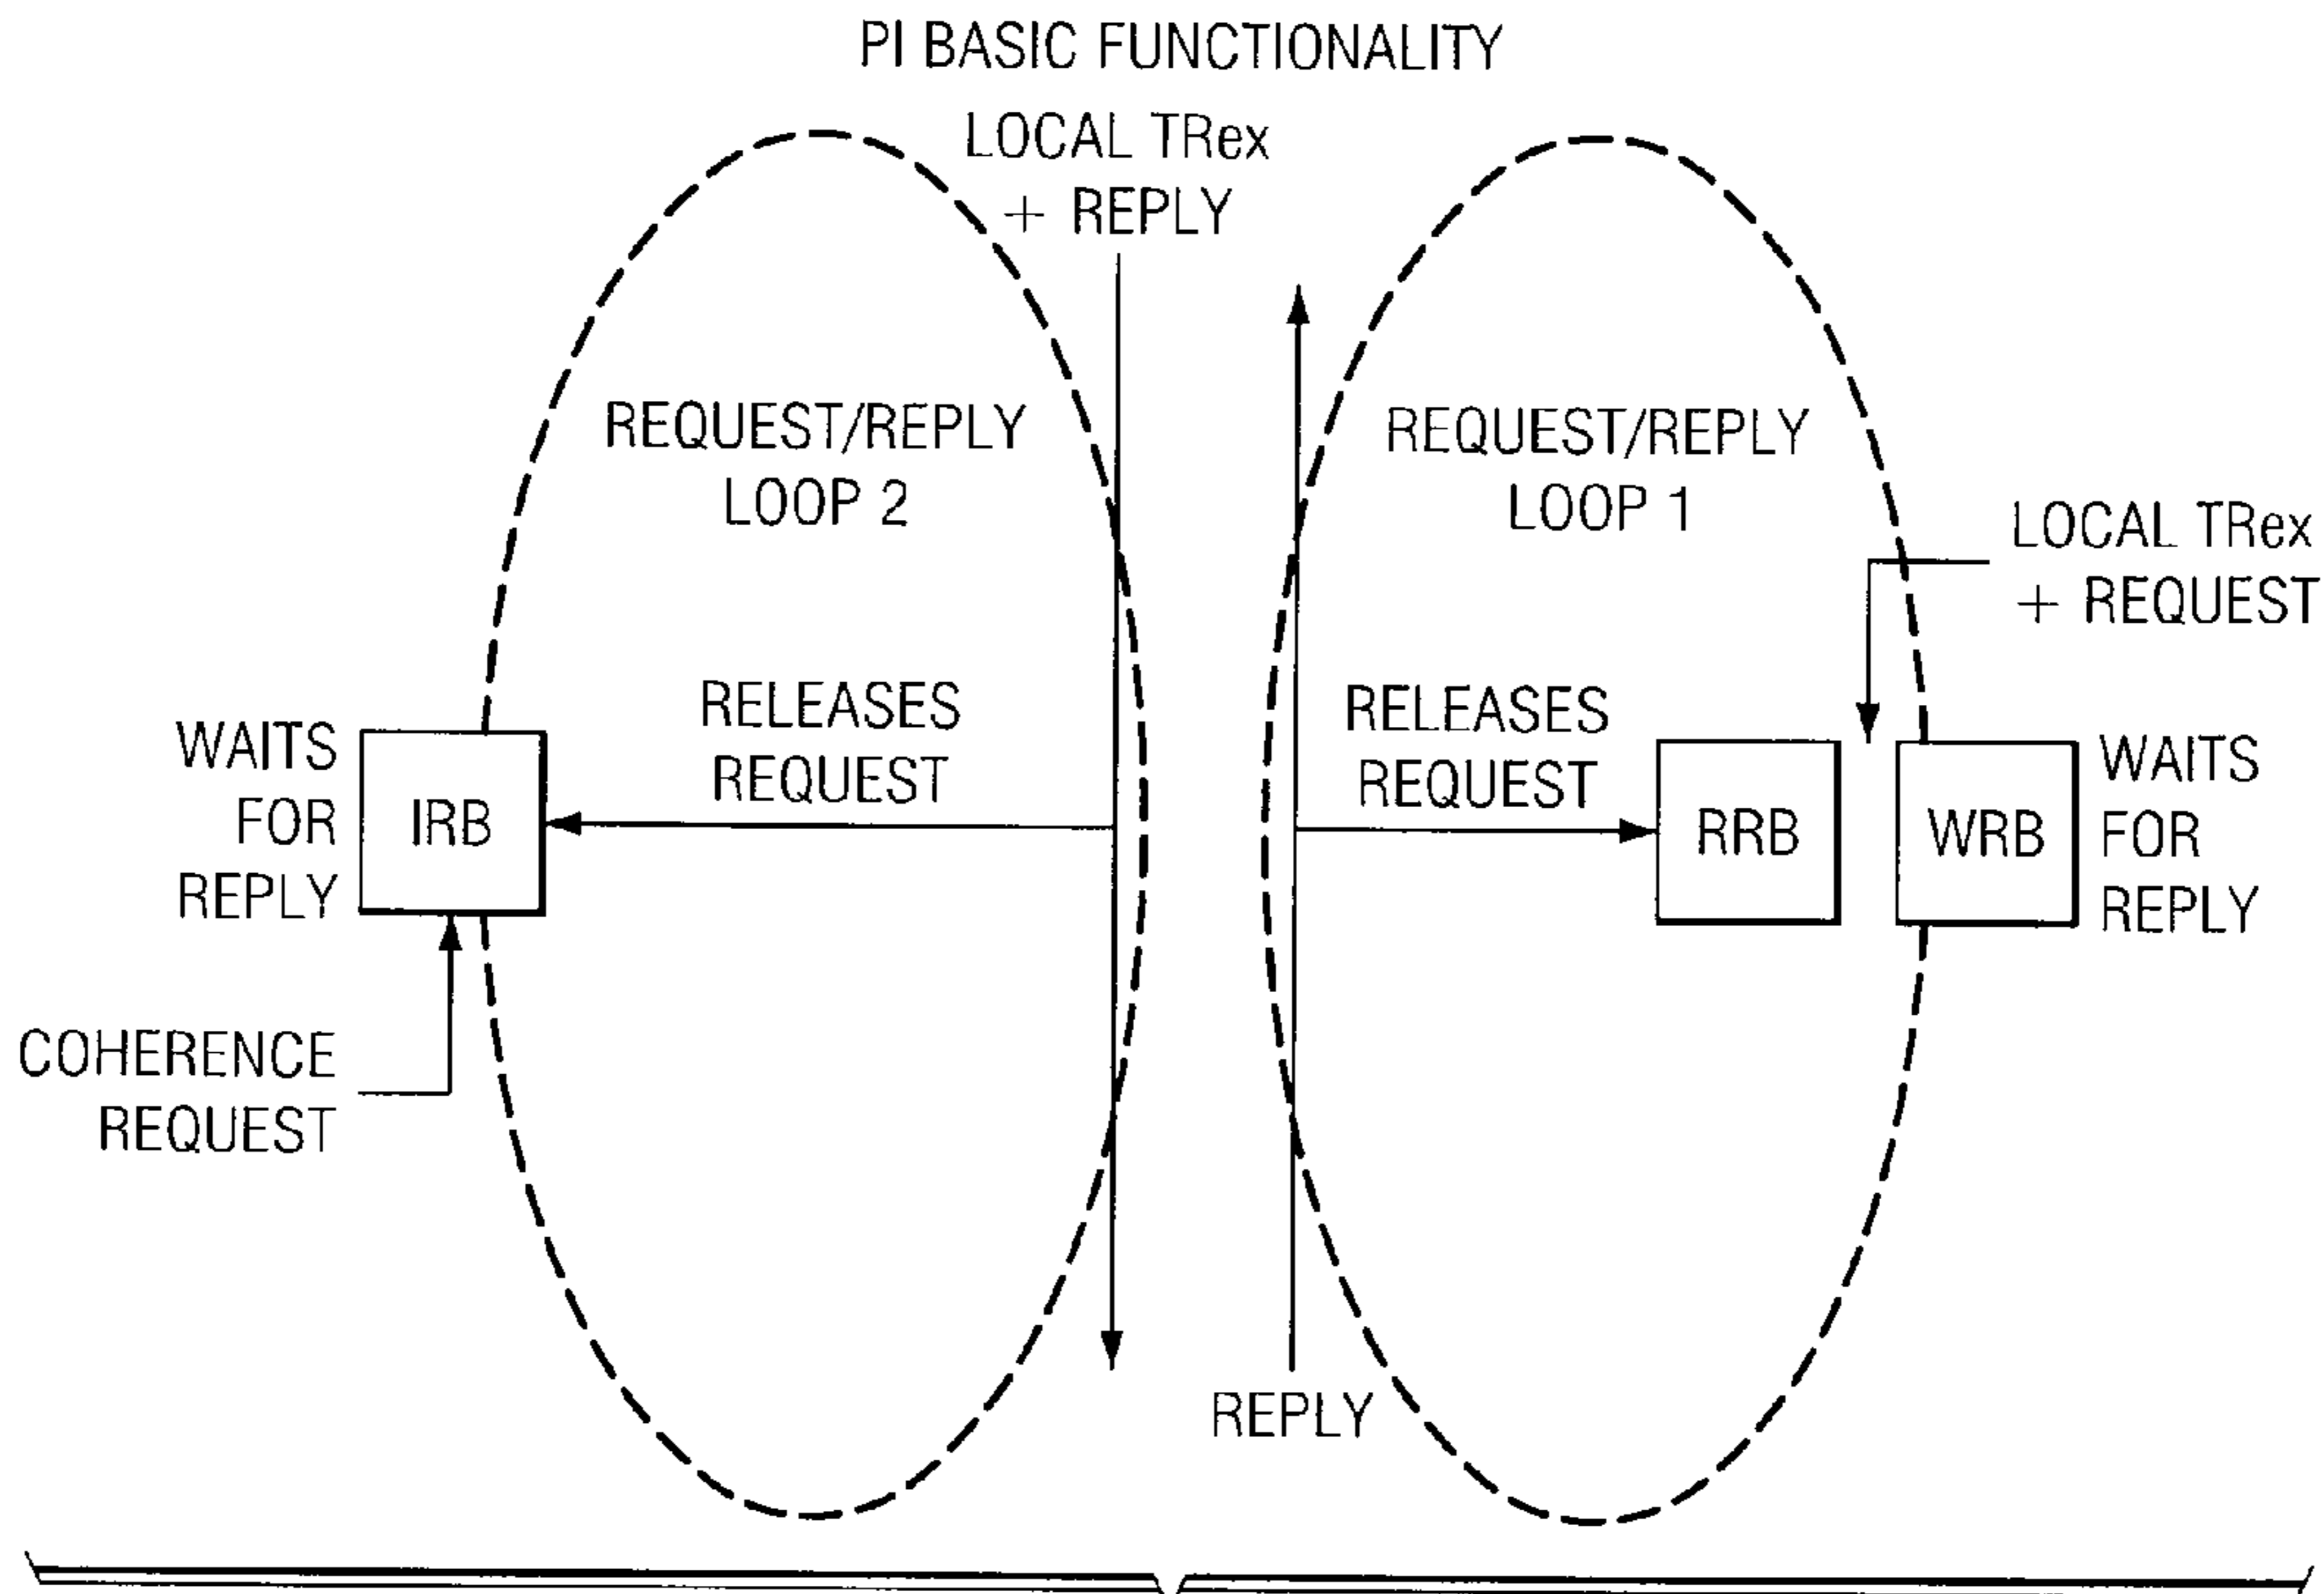 PI BASIC FUNCTIONALITY
LOCAL TRex
+ REPLY
REQUEST/REPLY
LOOP 2
REQUEST/REPLY
LOOP 1
LOCAL TRex
+ REQUEST
RELEASES
REQUEST
RELEASES
REQUEST
WAITS
FOR
REPLY
IRB
RRB
WRB
WAITS
FOR
REPLY
COHERENCE
REQUEST
REPLY